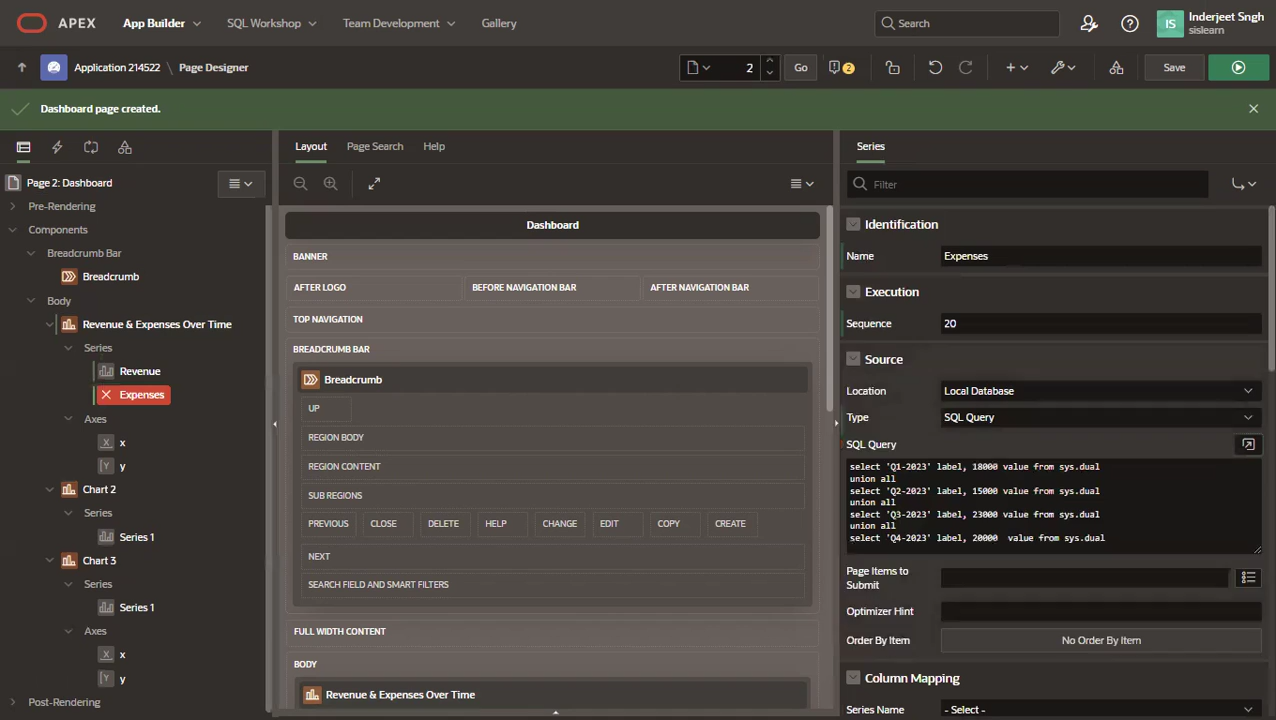 APEX App Builder SQL Workshop Team Development Gallery Search Inderjeet Singh
IS sislearn
Application 214522 \ Page Designer 2 Go 2 Save
Dashboard page created.
Layout Page Search Help Series
Page 2: Dashboard
Filter
Pre-Rendering
Components
Breadcrumb Bar
Breadcrumb
Body
Revenue & Expenses Over Time
Series
Revenue
Expenses
Axes
x
y
Chart 2
Series
Series 1
Chart 3
Series
Series 1
Axes
x
y
Post-Rendering
Dashboard
BANNER
AFTER LOGO BEFORE NAVIGATION BAR AFTER NAVIGATION BAR
TOP NAVIGATION
BREADCRUMB BAR
Breadcrumb
UP
REGION BODY
REGION CONTENT
SUB REGIONS
PREVIOUS CLOSE DELETE HELP CHANGE EDIT COPY CREATE
NEXT
SEARCH FIELD AND SMART FILTERS
FULL WIDTH CONTENT
BODY
Revenue & Expenses Over Time
Identification
Name Expenses
Execution
Sequence 20
Source
Location Local Database
Type SQL Query
SQL Query
select 'Q1-2023' label, 18000 value from sys.dual
union all
select 'Q2-2023' label, 15000 value from sys.dual
union all
select 'Q3-2023' label, 23000 value from sys.dual
union all
select 'Q4-2023' label, 20000  value from sys.dual
Page Items to
Submit
Optimizer Hint
Order By Item No Order By Item
Column Mapping
Series Name - Select -